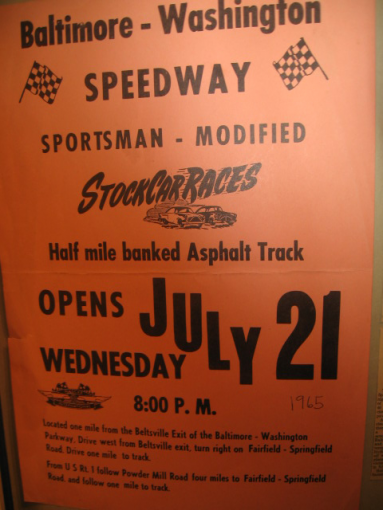 Baltimore - Washington
SPEEDWAY
SPORTSMAN - MODIFIED
STOCK CAR RACES
Half mile banked Asphalt Track
OPENS JULY 21
WEDNESDAY
8:00 P. M.
1965
Located one mile from the Beltsville Exit of the Baltimore - Washington
Parkway. Drive west from Beltsville exit, turn right on Fairfield - Springfield
Road. Drive one mile to track.
From U S Rt. 1 follow Powder Mill Road four miles to Fairfield - Springfield
Road, and follow one mile to track.